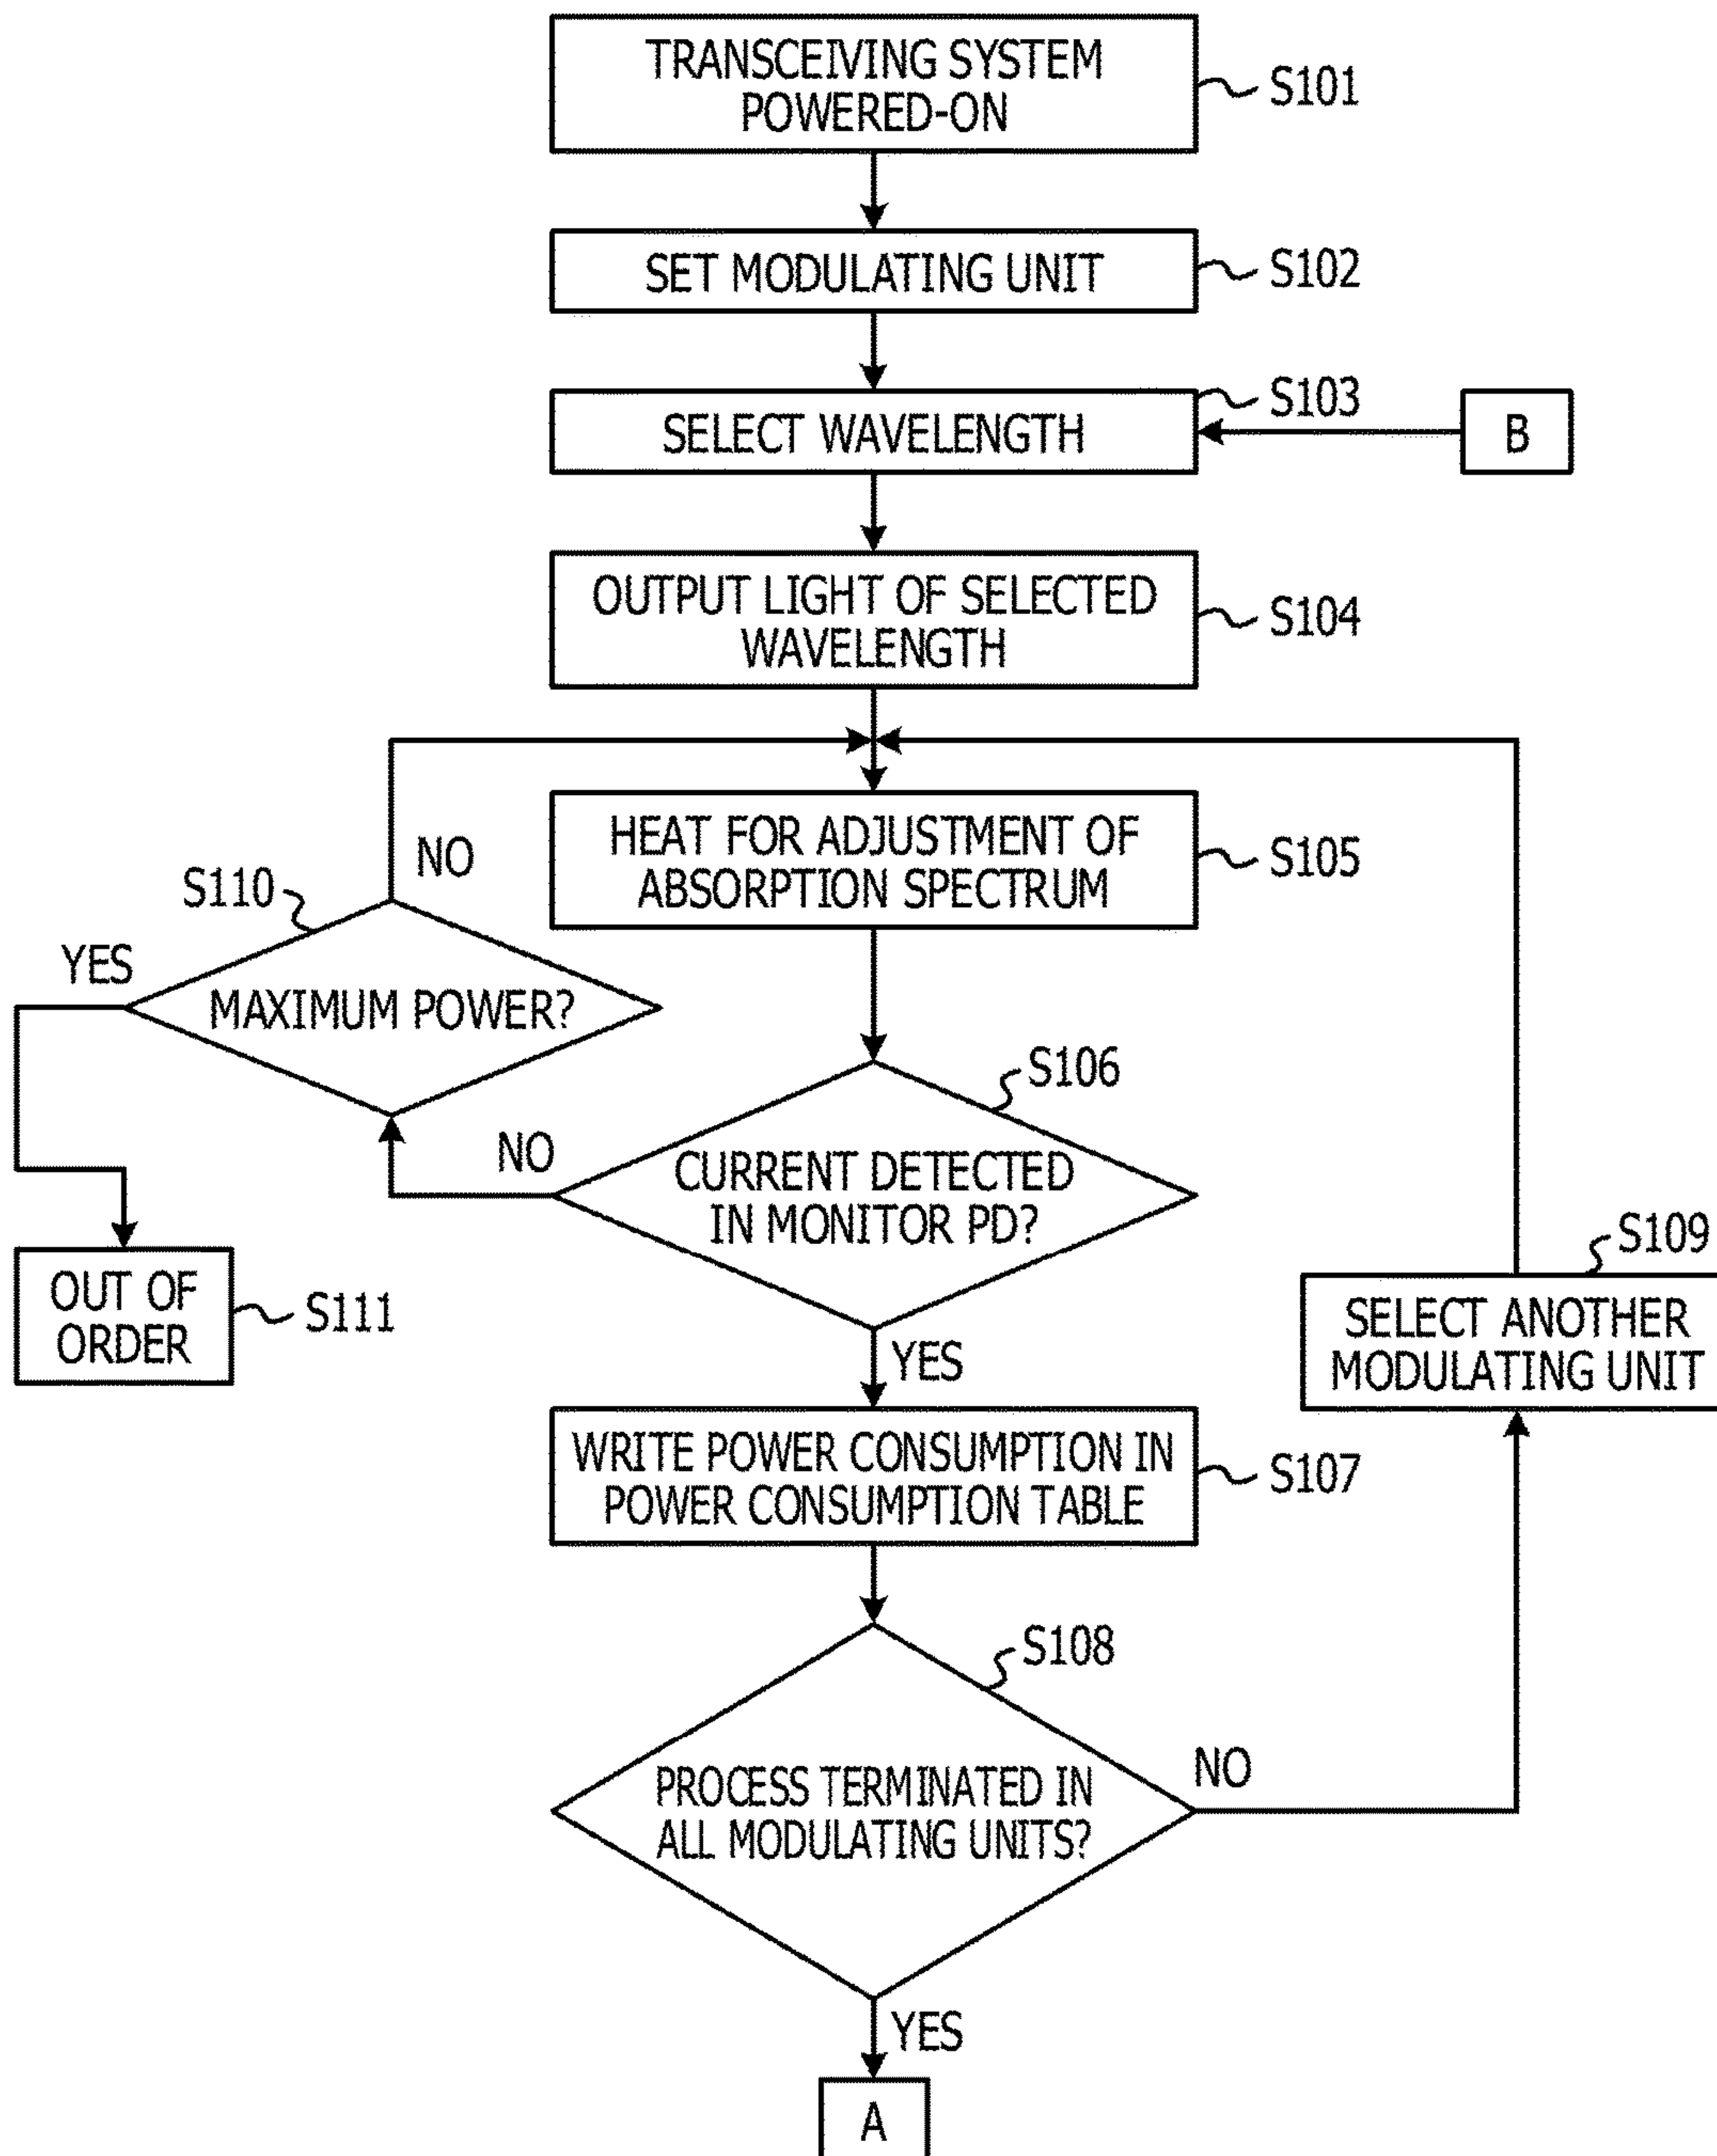 TRANSCEIVING SYSTEM
POWERED-ON
S101
SET MODULATING UNIT
S102
SELECT WAVELENGTH
S103
B
OUTPUT LIGHT OF SELECTED
WAVELENGTH
S104
HEAT FOR ADJUSTMENT OF
ABSORPTION SPECTRUM
S105
NO
S110
YES
MAXIMUM POWER?
S106
NO
CURRENT DETECTED
IN MONITOR PD?
OUT OF
ORDER
S111
S109
SELECT ANOTHER
MODULATING UNIT
YES
WRITE POWER CONSUMPTION IN
POWER CONSUMPTION TABLE
S107
S108
PROCESS TERMINATED IN
ALL MODULATING UNITS?
NO
YES
A